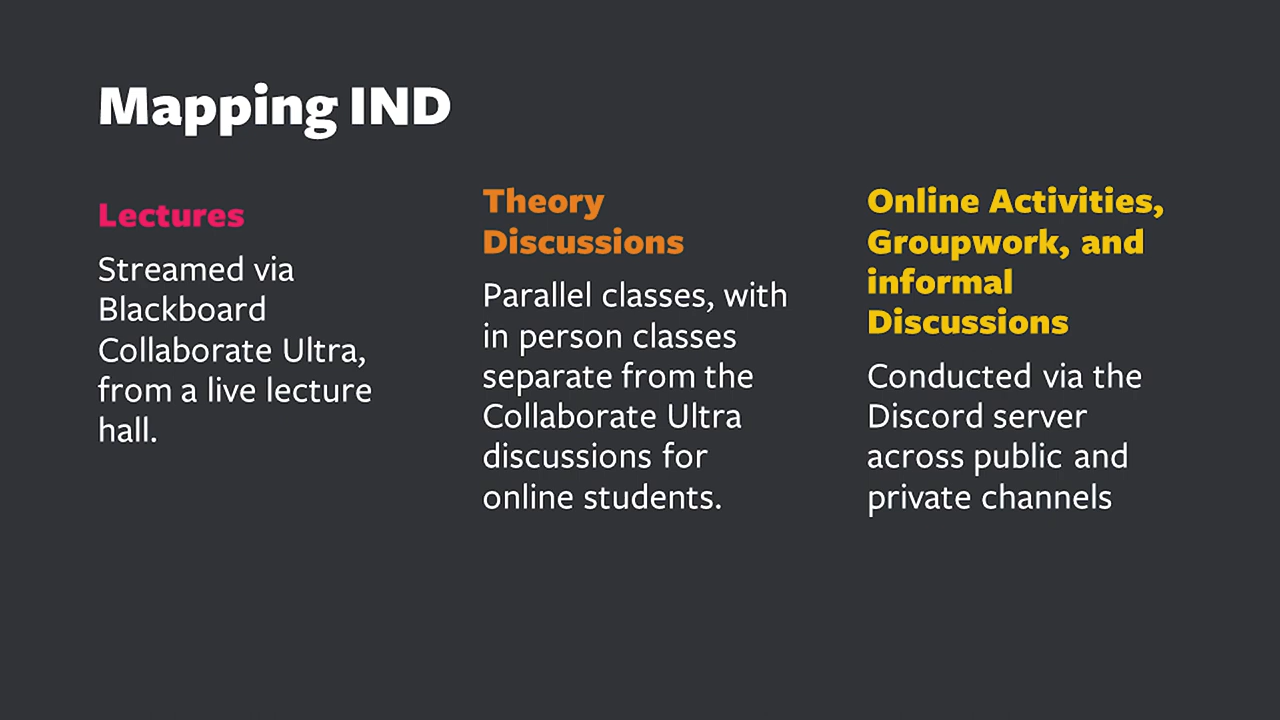 Mapping IND
Lectures
Streamed via
Blackboard
Collaborate Ultra,
from a live lecture
hall.
Theory
Discussions
Parallel classes, with
in person classes
separate from the
Collaborate Ultra
discussions for
online students.
Online Activities,
Groupwork, and
informal
Discussions
Conducted via the
Discord server
across public and
private channels